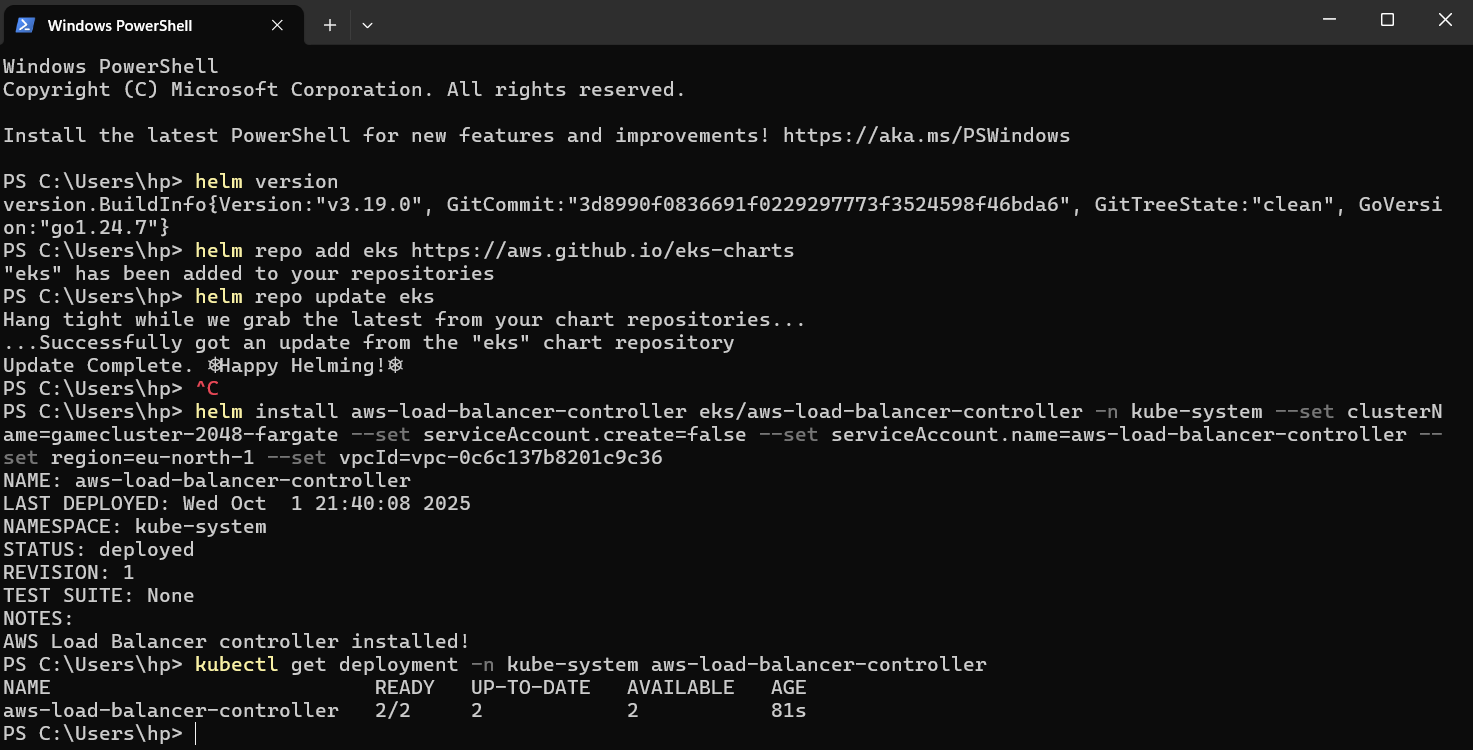 Windows PowerShell
Windows PowerShell
Copyright (C) Microsoft Corporation. All rights reserved.
Install the latest PowerShell for new features and improvements! https://aka.ms/PSWindows
PS C:\Users\hp> helm version
version.BuildInfo{Version:"v3.19.0", GitCommit:"3d8990f0836691f0229297773f3524598f46bda6", GitTreeState:"clean", GoVersi
on:"go1.24.7"}
PS C:\Users\hp> helm repo add eks https://aws.github.io/eks-charts
"eks" has been added to your repositories
PS C:\Users\hp> helm repo update eks
Hang tight while we grab the latest from your chart repositories...
...Successfully got an update from the "eks" chart repository
Update Complete. ⎈Happy Helming!⎈
PS C:\Users\hp> ^C
PS C:\Users\hp> helm install aws-load-balancer-controller eks/aws-load-balancer-controller -n kube-system --set clusterN
ame=gamecluster-2048-fargate --set serviceAccount.create=false --set serviceAccount.name=aws-load-balancer-controller --
set region=eu-north-1 --set vpcId=vpc-0c6c137b8201c9c36
NAME: aws-load-balancer-controller
LAST DEPLOYED: Wed Oct  1 21:40:08 2025
NAMESPACE: kube-system
STATUS: deployed
REVISION: 1
TEST SUITE: None
NOTES:
AWS Load Balancer controller installed!
PS C:\Users\hp> kubectl get deployment -n kube-system aws-load-balancer-controller
NAME                           READY   UP-TO-DATE   AVAILABLE   AGE
aws-load-balancer-controller   2/2     2            2           81s
PS C:\Users\hp>